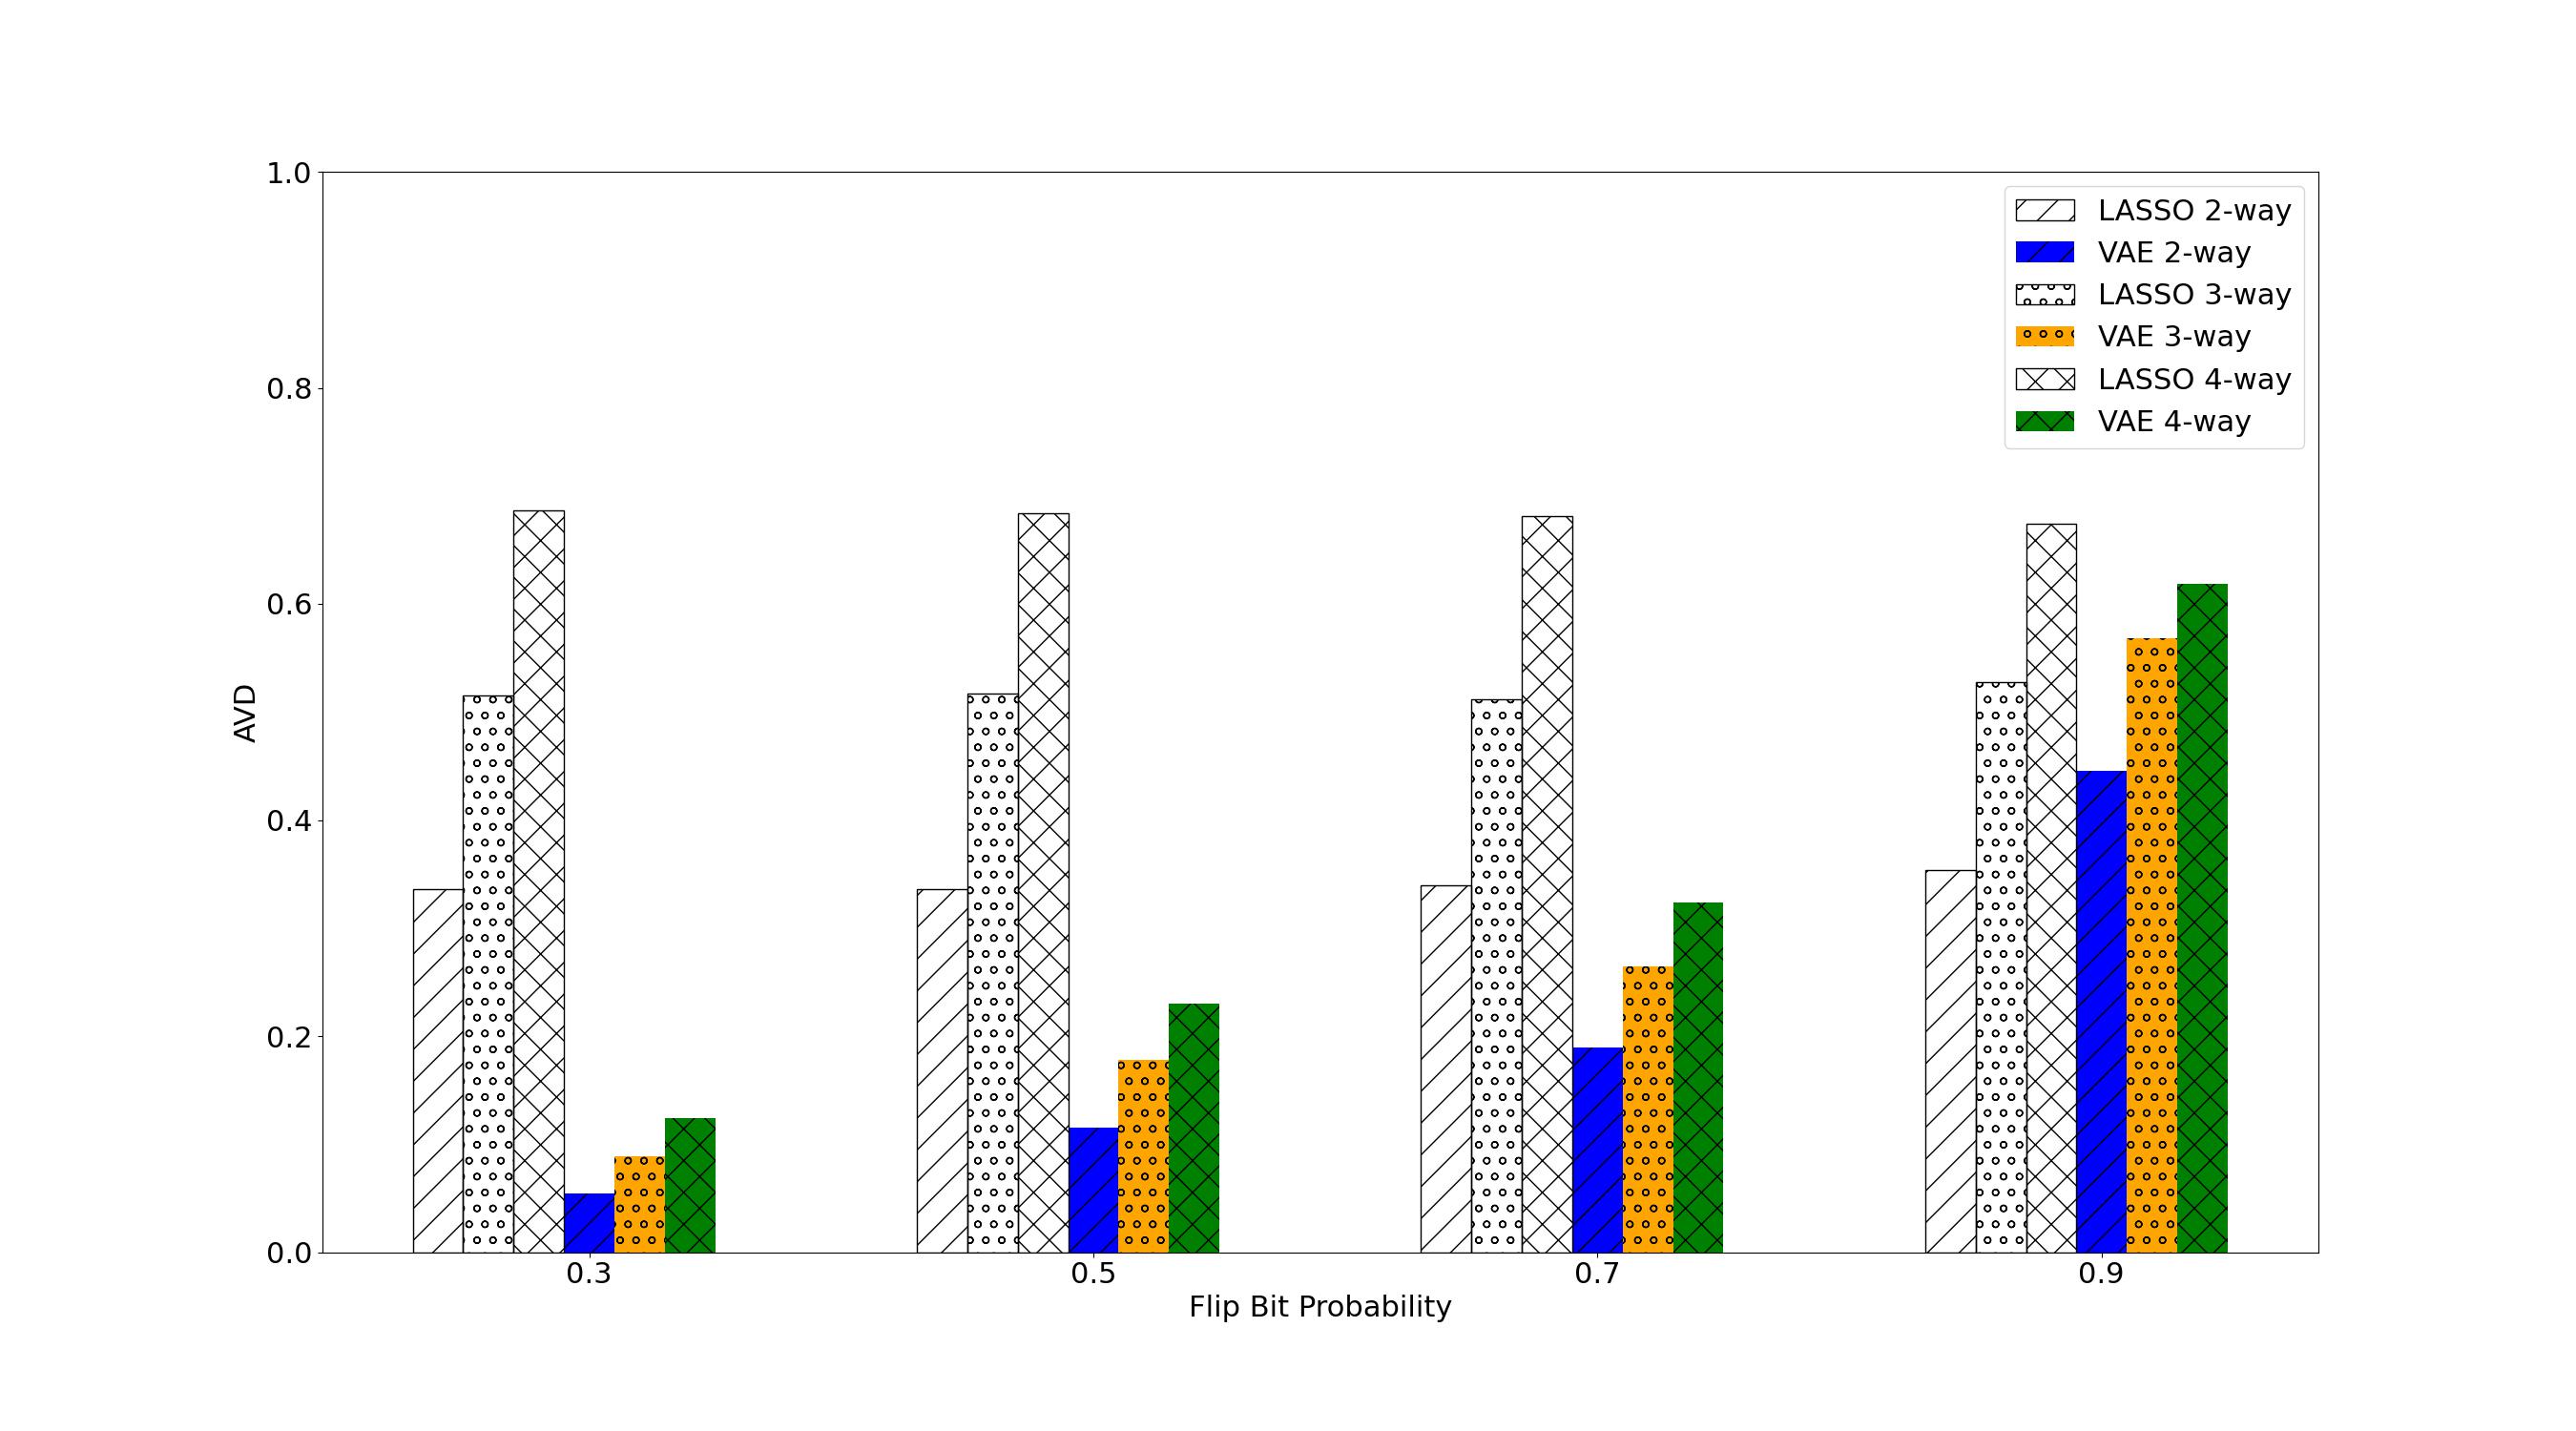 1.0
0.8
0.6
0.4
0.2
0.0
AVD
0.3
0.5
0.7
0.9
Flip Bit Probability
LASSO 2-way
VAE 2-way
LASSO 3-way
VAE 3-way
LASSO 4-way
VAE 4-way